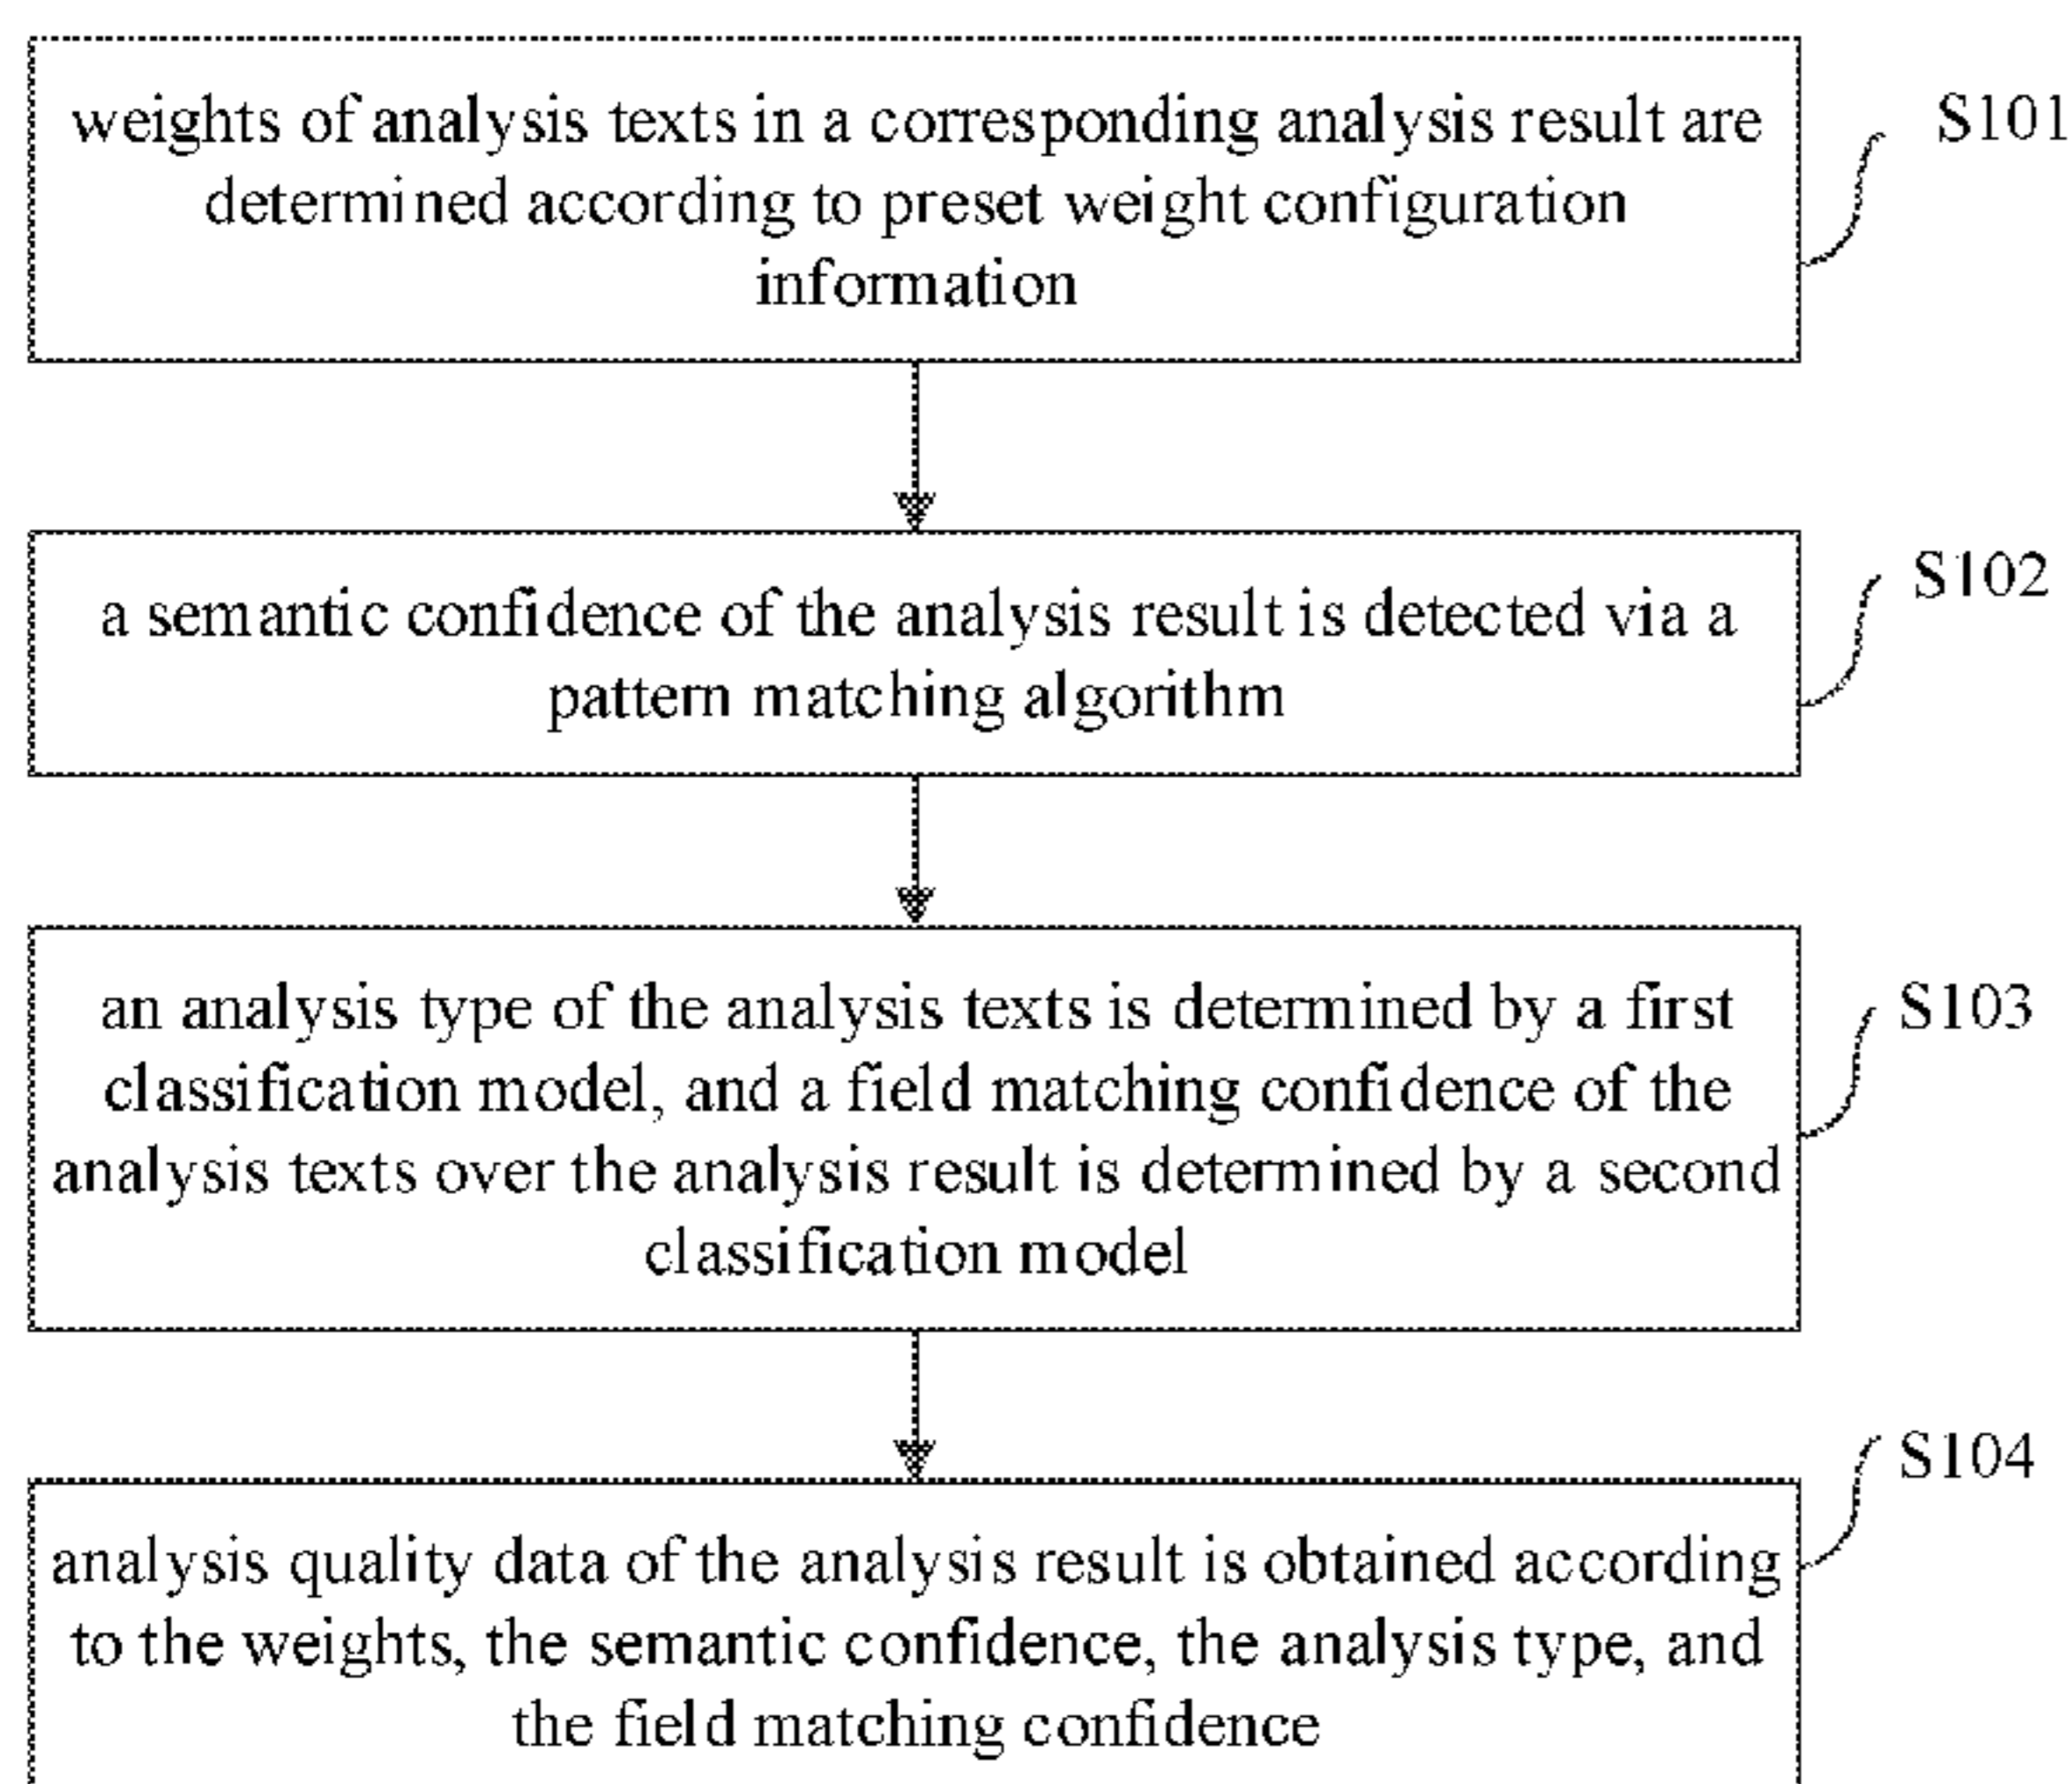 weights of analysis texts in a corresponding analysis result are
determined according to preset weight configuration
information
S101
a semantic confidence of the analysis result is detected via a
pattern matching algorithm
S102
an analysis type of the analysis texts is determined by a first
classification model, and a field matching confidence of the
analysis texts over the analysis result is determined by a second
classification model
S103
analysis quality data of the analysis result is obtained according
to the weights, the semantic confidence, the analysis type, and
the field matching confidence
S104